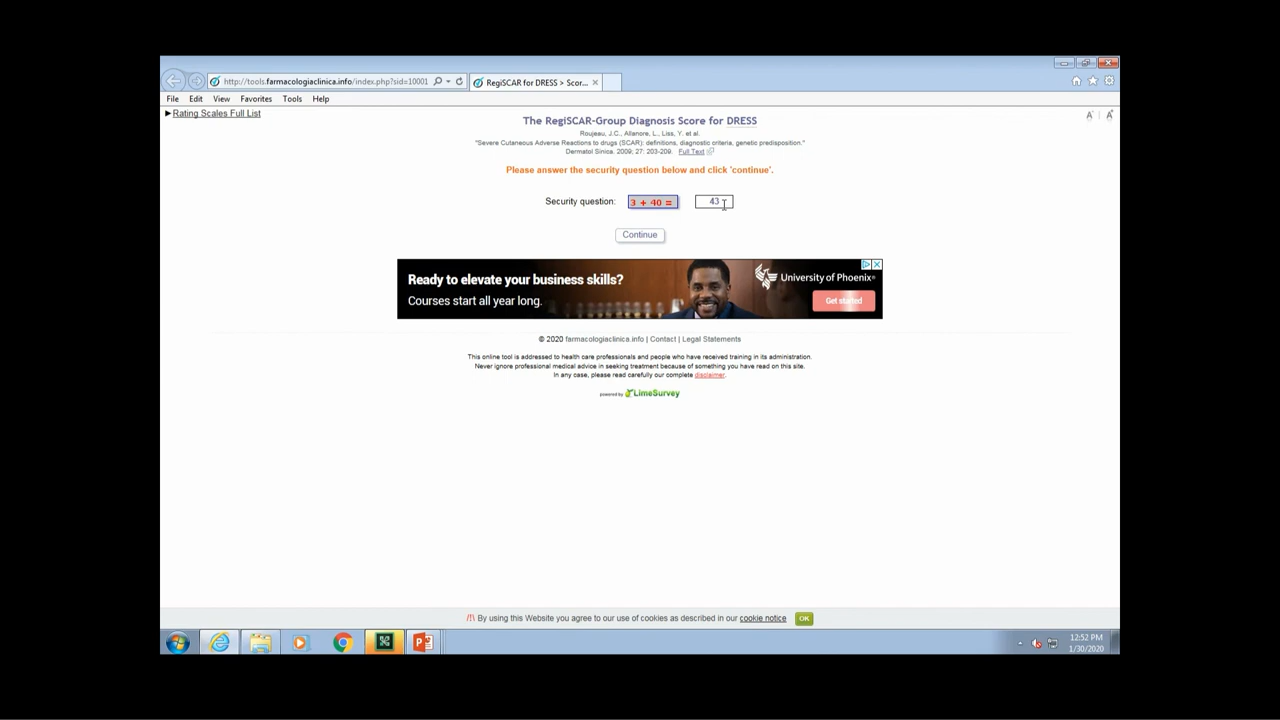 http://tools.farmacologiaclinica.info/index.php?sid=10001
RegiSCAR for DRESS > Scor...
File Edit View Favorites Tools Help
Rating Scales Full List
A- | A+
The RegiSCAR-Group Diagnosis Score for DRESS
Roujeau, J.C., Allanore, L., Liss, Y. et al.
"Severe Cutaneous Adverse Reactions to drugs (SCAR): definitions, diagnostic criteria, genetic predisposition."
Dermatol Sinica. 2009; 27: 203-209. Full Text
Please answer the security question below and click 'continue'.
Security question: 3 + 40 = 43
Continue
Ready to elevate your business skills?
Courses start all year long.
University of Phoenix®
Get started
© 2020 farmacologiaclinica.info | Contact | Legal Statements
This online tool is addressed to health care professionals and people who have received training in its administration.
Never ignore professional medical advice in seeking treatment because of something you have read on this site.
In any case, please read carefully our complete disclaimer.
powered by LimeSurvey
/!\ By using this Website you agree to our use of cookies as described in our cookie notice OK
12:52 PM
1/30/2020